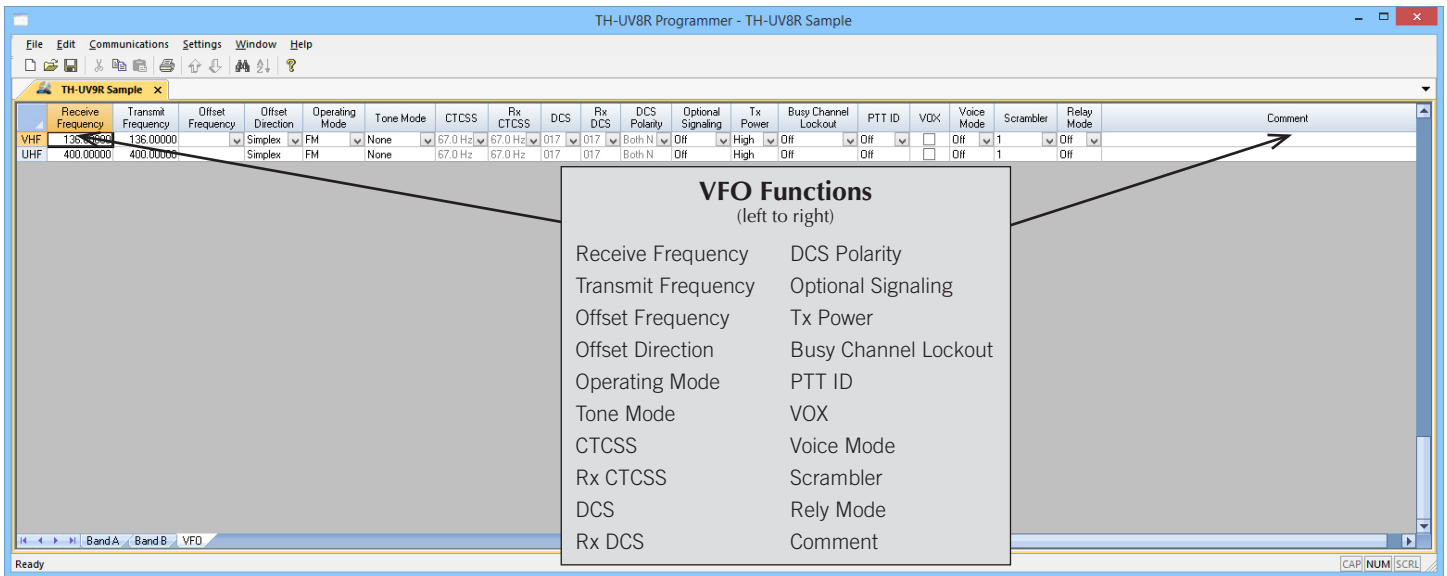 TH-UV8R Programmer - TH-UV8R Sample
File Edit Communications Settings Window Help
TH-UV9R Sample x
Receive Frequency Transmit Frequency Offset Frequency Offset Direction Operating Mode Tone Mode CTCSS Rx CTCSS DCS Rx DCS DCS Polarity Optional Signaling Tx Power Busy Channel Lockout PTT ID VOX Voice Mode Scrambler Relay Mode Comment
VHF 136.00000 136.00000 Simplex FM None 67.0 Hz 67.0 Hz 017 017 Both N Off High Off Off Off 1 Off
UHF 400.00000 400.00000 Simplex FM None 67.0 Hz 67.0 Hz 017 017 Both N Off High Off Off Off 1 Off
VFO Functions
(left to right)
Receive Frequency DCS Polarity
Transmit Frequency Optional Signaling
Offset Frequency Tx Power
Offset Direction Busy Channel Lockout
Operating Mode PTT ID
Tone Mode VOX
CTCSS Voice Mode
Rx CTCSS Scrambler
DCS Rely Mode
Rx DCS Comment
Band A Band B VFO
Ready CAP NUM SCRL